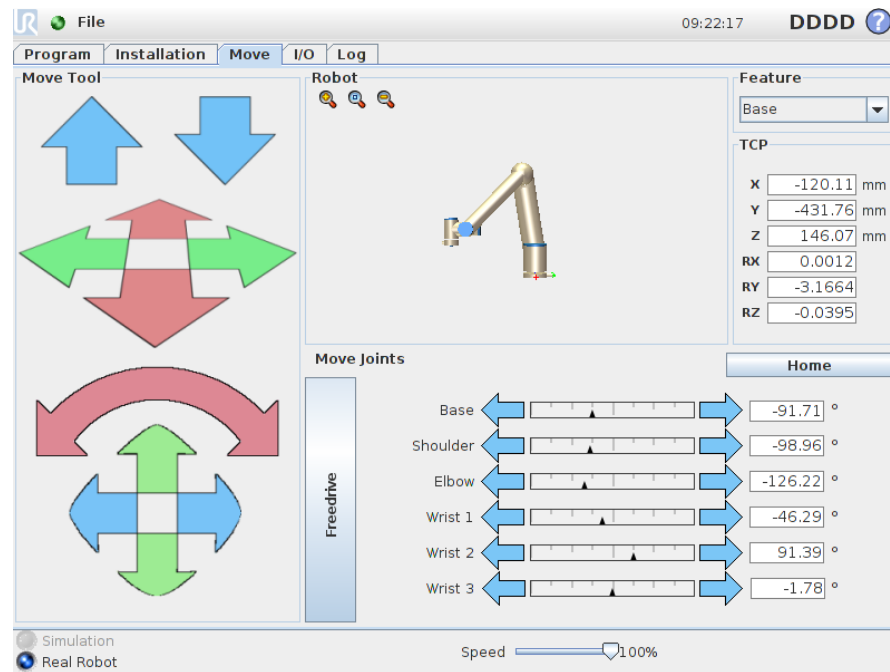 UR File 09:22:17 DDDD ?
Program Installation Move I/O Log
Move Tool
Robot
Feature
Base
TCP
X -120.11 mm
Y -431.76 mm
Z 146.07 mm
RX 0.0012
RY -3.1664
RZ -0.0395
Move Joints
Home
Freedrive
Base -91.71 °
Shoulder -98.96 °
Elbow -126.22 °
Wrist 1 -46.29 °
Wrist 2 91.39 °
Wrist 3 -1.78 °
Simulation
Real Robot
Speed 100%